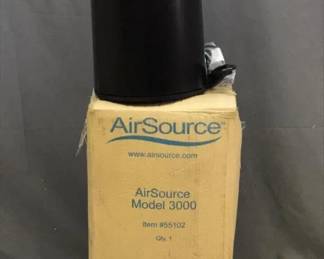 AirSource
www.airsource.com
AirSource
Model 3000
Item #55102
Qty. 1